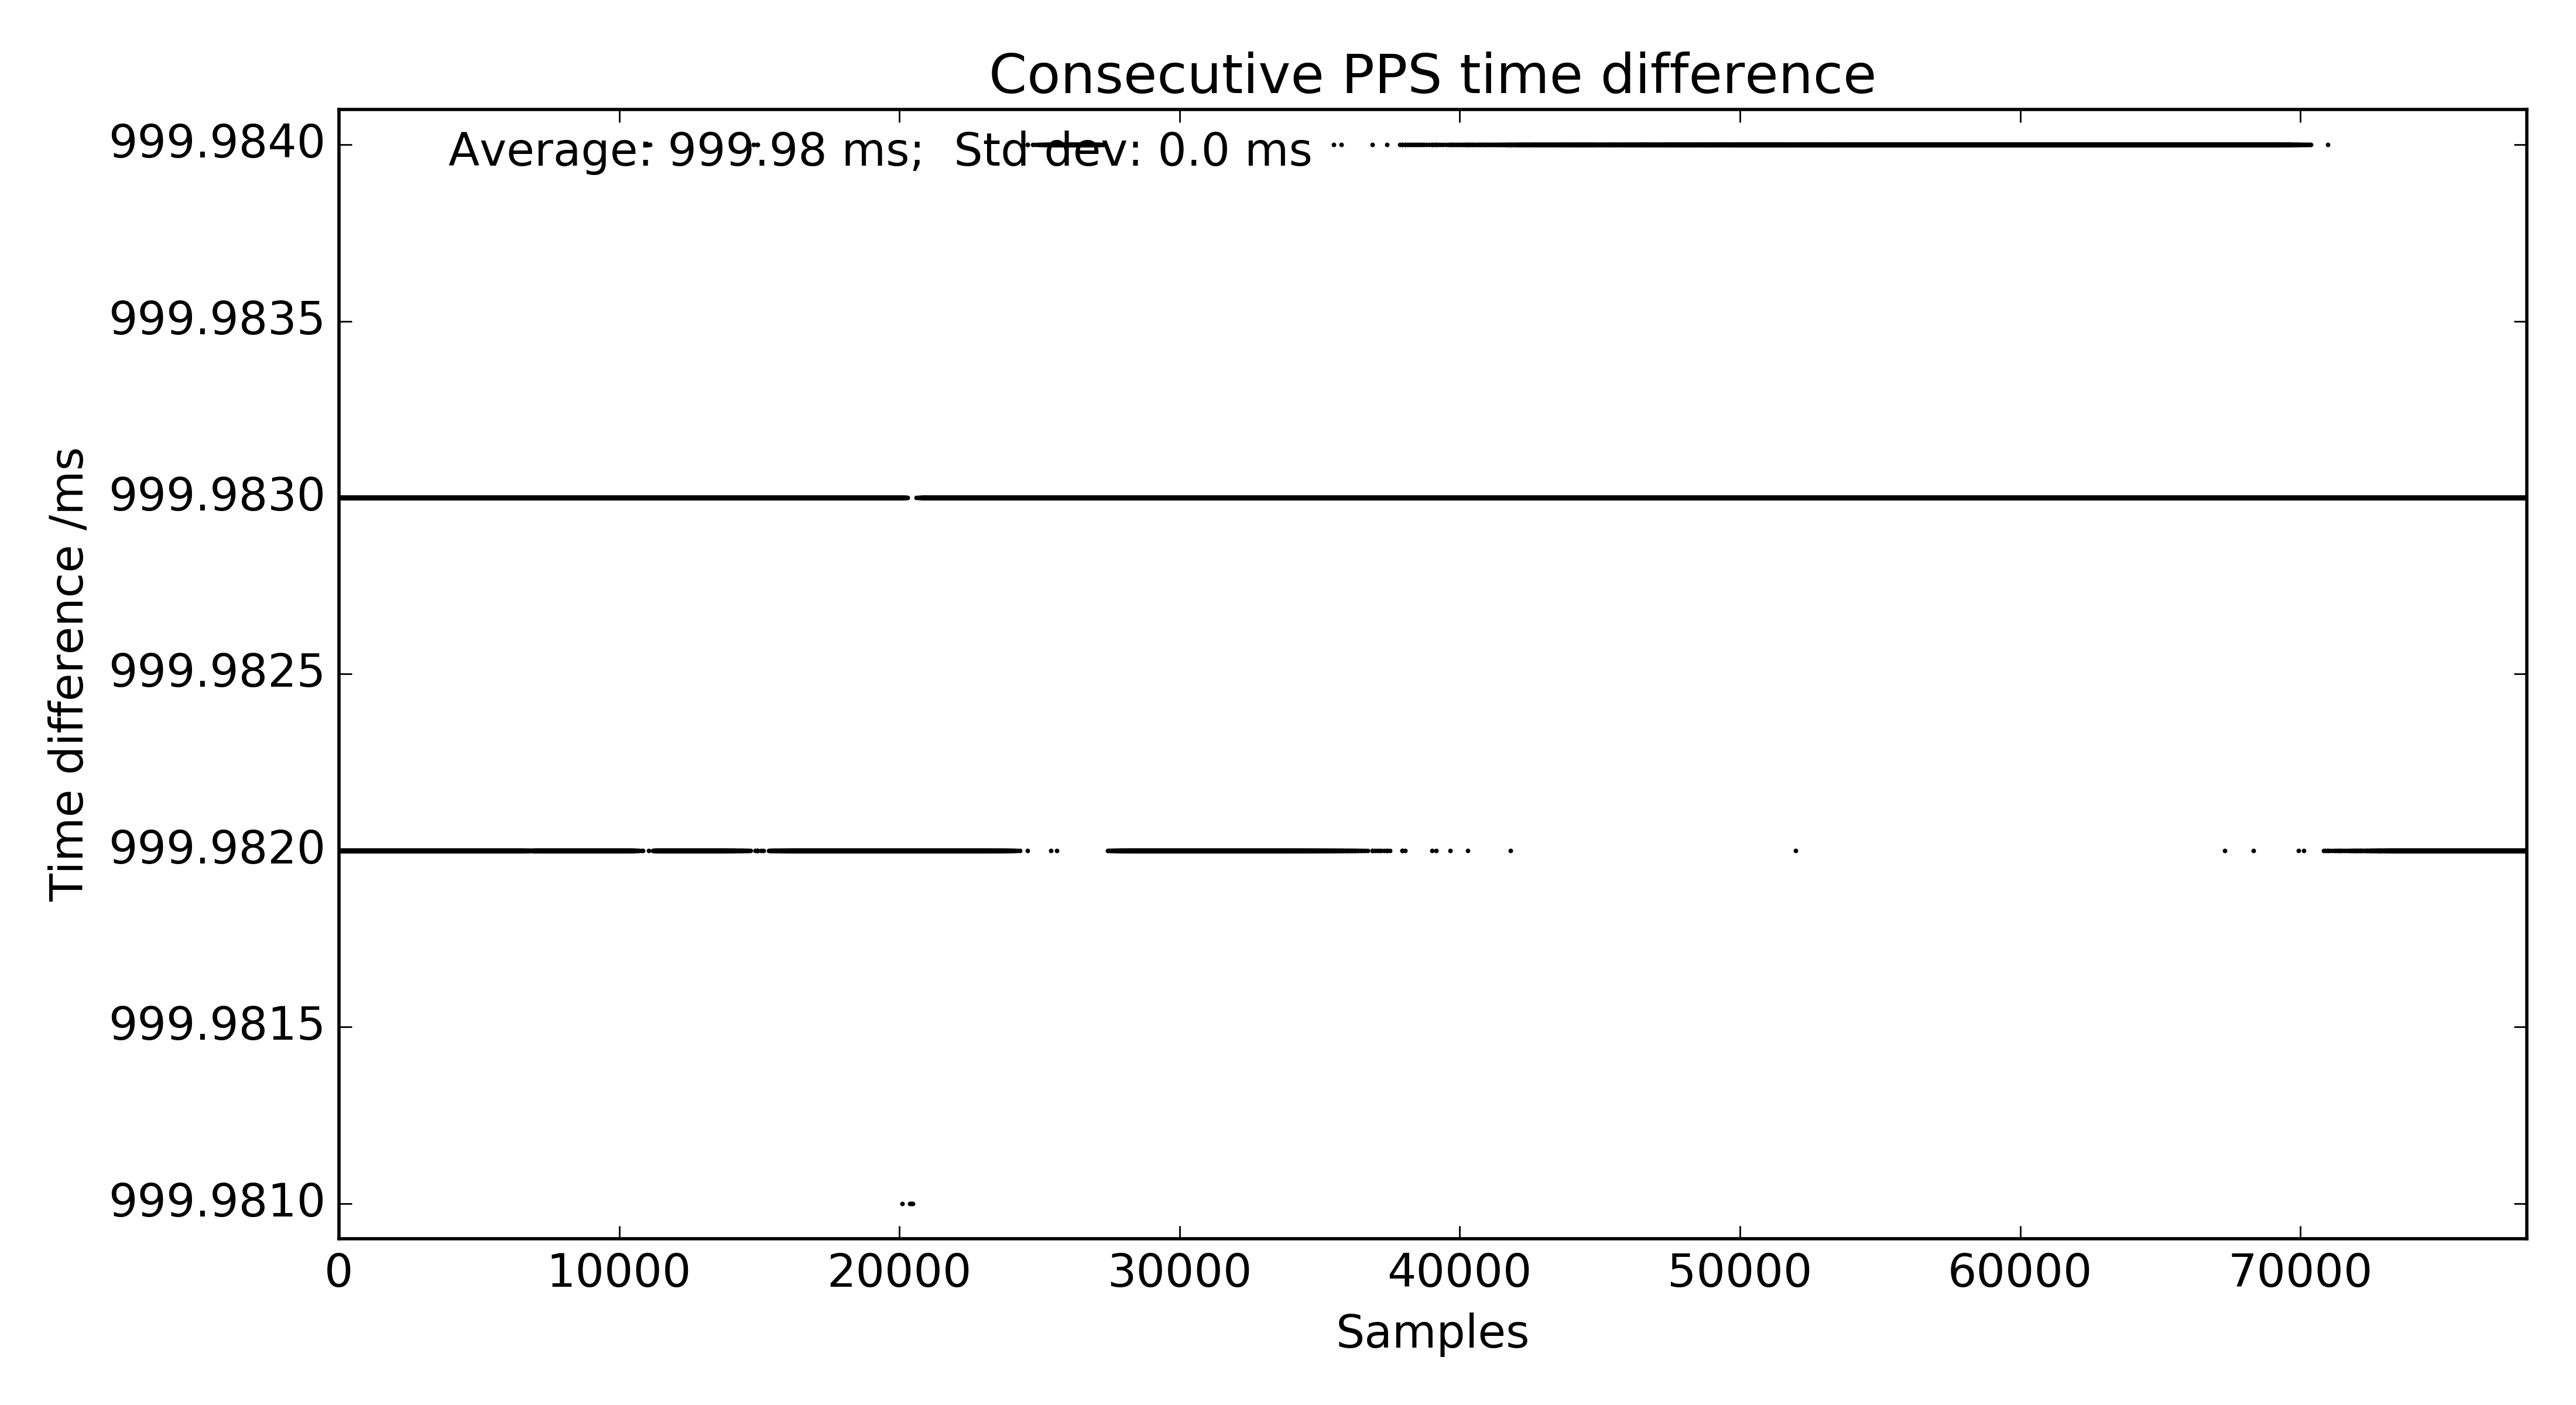 Consecutive PPS time difference
Average: 999.98 ms;  Std dev: 0.0 ms
Time difference /ms
999.9840
999.9835
999.9830
999.9825
999.9820
999.9815
999.9810
0 10000 20000 30000 40000 50000 60000 70000
Samples